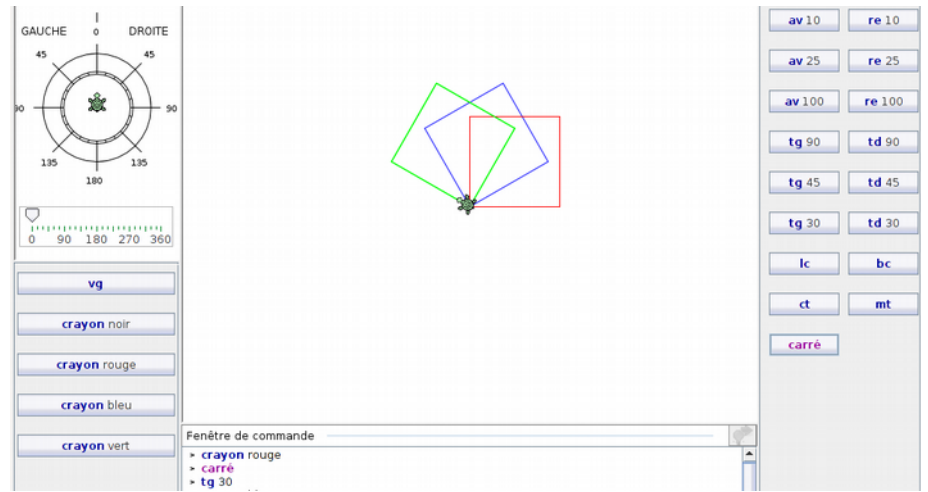 GAUCHE 0 DROITE
45 45
90 90
135 135
180
0 90 180 270 360
vg
crayon noir
crayon rouge
crayon bleu
crayon vert
Fenêtre de commande
> crayon rouge
> carré
> tg 30
av 10 re 10
av 25 re 25
av 100 re 100
tg 90 td 90
tg 45 td 45
tg 30 td 30
lc bc
ct mt
carré